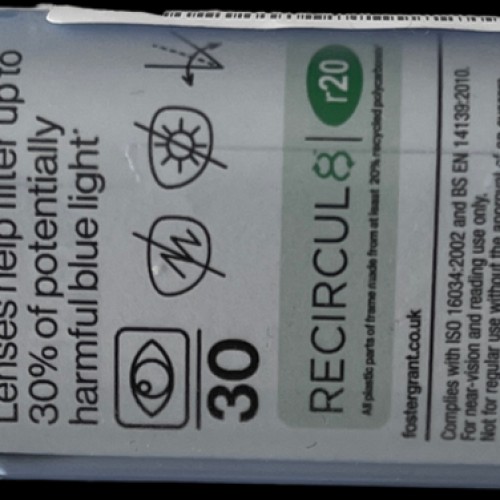 Lenses help filter up to
30% of potentially
harmful blue light*
30
RECIRCUL8 | r20
All plastic parts of frame made from at least 20% recycled polycarbonate
fostergrant.co.uk
Complies with ISO 16034:2002 and BS EN 14139:2010.
For near-vision and reading use only.
Not for regular use without the approval of